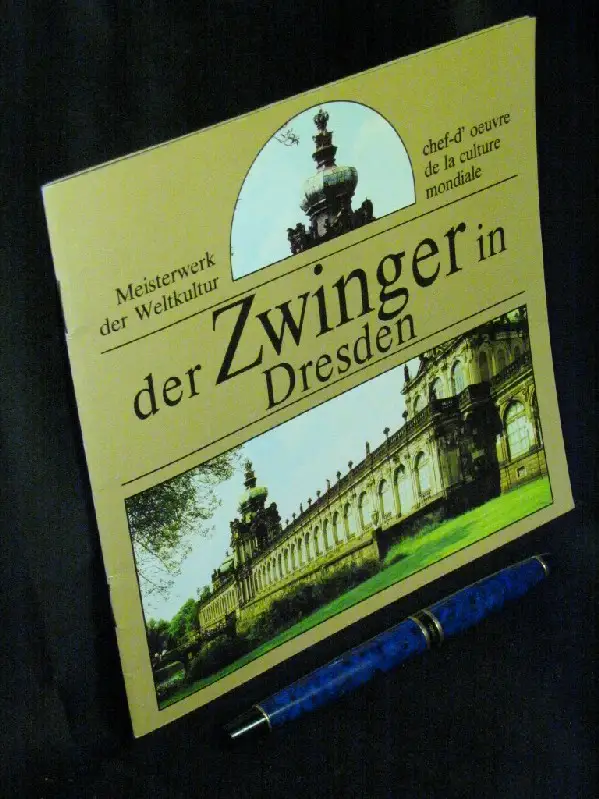 Meisterwerk
der Weltkultur
chef-d' oeuvre
de la culture
mondiale
der Zwinger in
Dresden